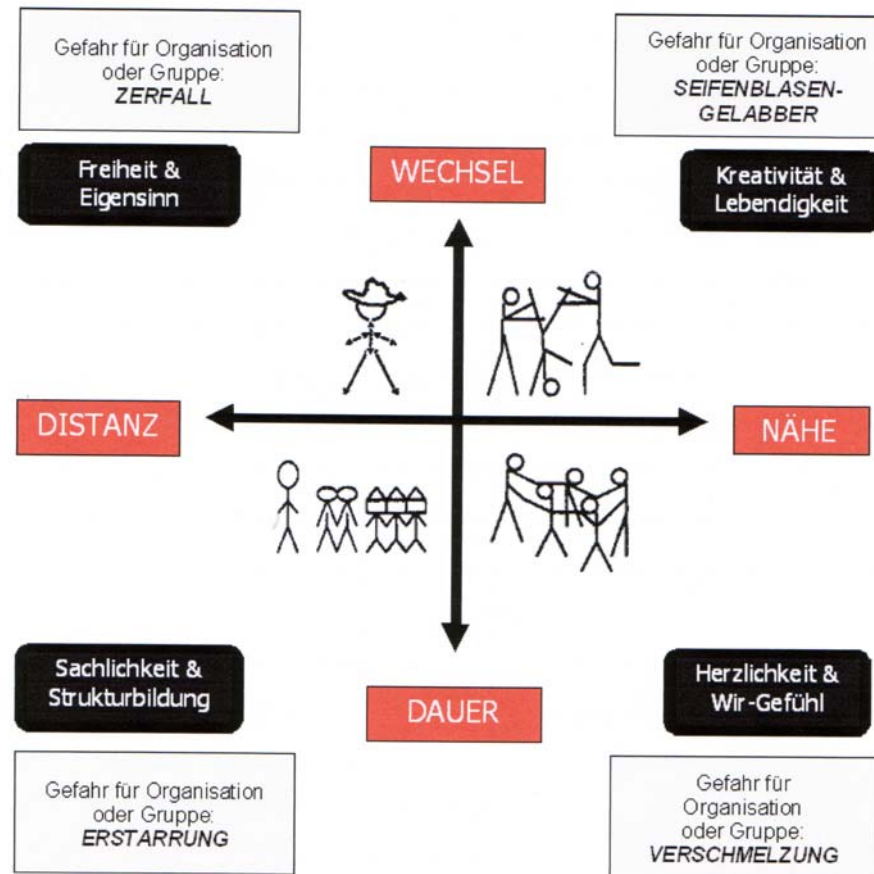 Gefahr für Organisation
oder Gruppe:
ZERFALL
Gefahr für Organisation
oder Gruppe:
SEIFENBLASEN-
GELABBER
Freiheit &
Eigensinn
WECHSEL
Kreativität &
Lebendigkeit
DISTANZ
NÄHE
Sachlichkeit &
Strukturbildung
DAUER
Herzlichkeit &
Wir-Gefühl
Gefahr für Organisation
oder Gruppe:
ERSTARRUNG
Gefahr für
Organisation
oder Gruppe:
VERSCHMELZUNG